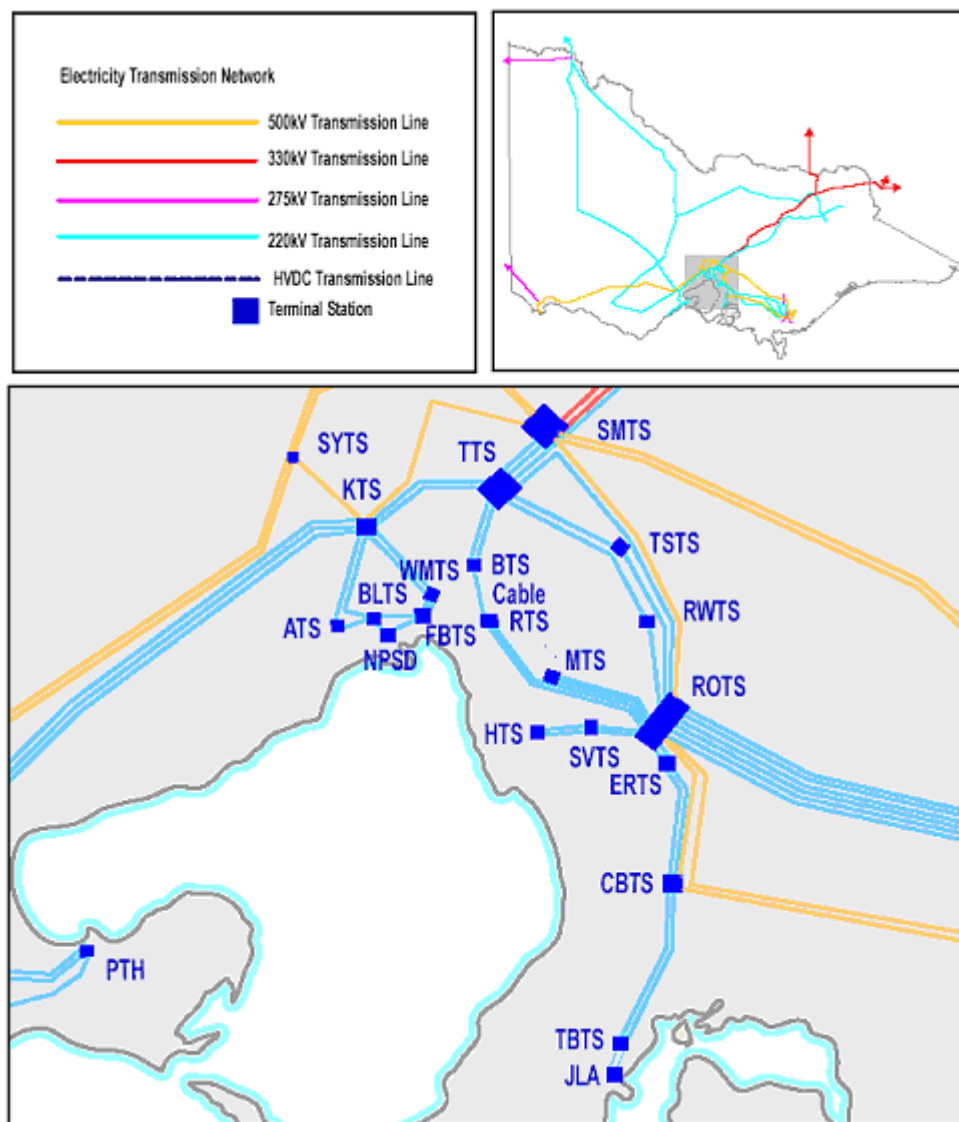 Electricity Transmission Network
500kV Transmission Line
330kV Transmission Line
275kV Transmission Line
220kV Transmission Line
HVDC Transmission Line
Terminal Station
SYTS
SMTS
TTS
KTS
TSTS
BTS
WMTS
Cable
BLTS
RWTS
RTS
ATS
FBTS
NPSD
MTS
ROTS
HTS
SVTS
ERTS
CBTS
PTH
TBTS
JLA